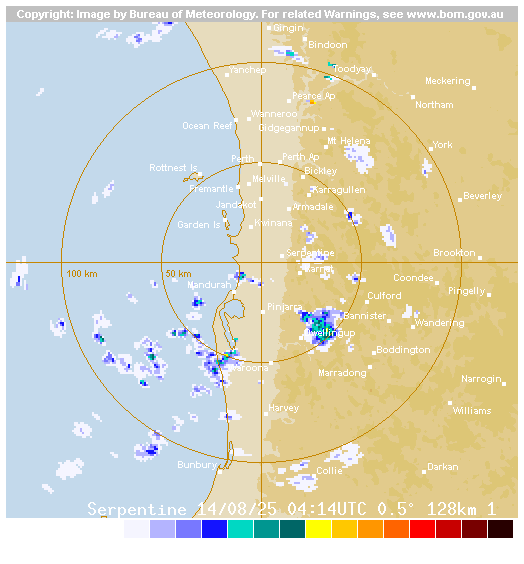 Copyright: Image by Bureau of Meteorology. For related Warnings, see www.bom.gov.au
Gingin
Bindoon
Toodyay
Yanchep
Meckering
Pearce Ap
Northam
Wanneroo
Ocean Reef
Gidgegannup
Mt Helena
York
Perth
Perth Ap
Rottnest Is
Bickley
Melville
Fremantle
Karragullen
Beverley
Jandakot
Armadale
Garden Is
Kwinana
Serpentine
Brookton
100 km
50 km
Coondee
Mandurah
Pingelly
Culford
Pinjarra
Bannister
Wandering
Dwellingup
Boddington
Waroona
Marradong
Narrogin
Harvey
Williams
Bunbury
Collie
Darkan
Serpentine 14/08/25 04:14UTC 0.5° 128km 1